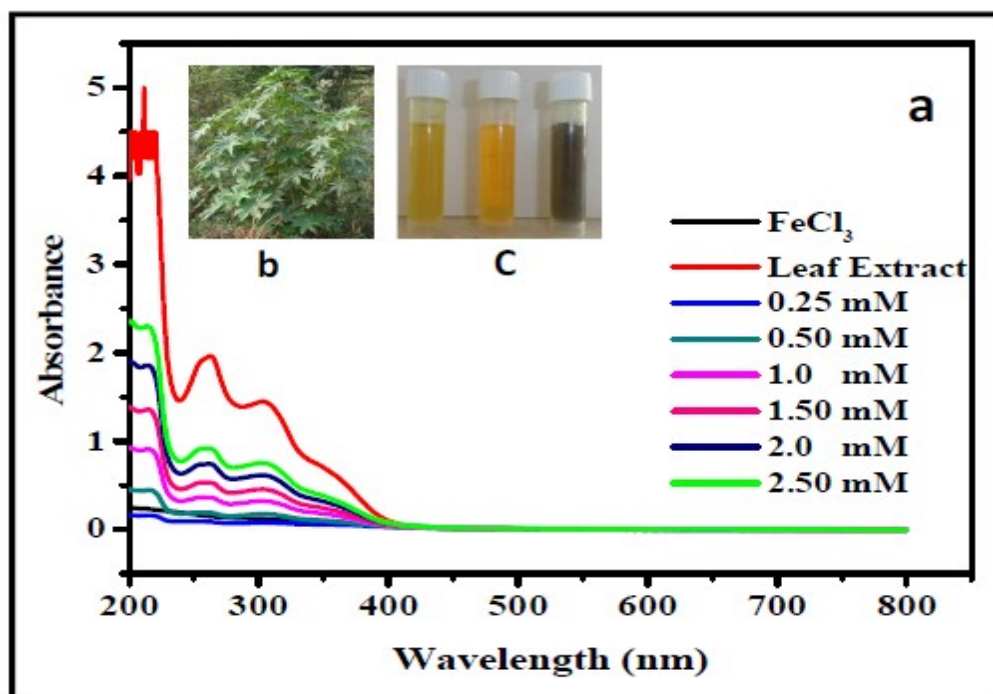 a
b
C
5
4
3
2
1
0
Absorbance
FeCl₃
Leaf Extract
0.25 mM
0.50 mM
1.0 mM
1.50 mM
2.0 mM
2.50 mM
200 300 400 500 600 700 800
Wavelength (nm)